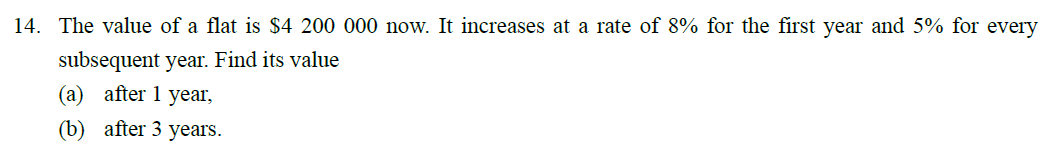 14. The value of a flat is $4 200 000 now. It increases at a rate of 8% for the first year and 5% for every
subsequent year. Find its value
(a) after 1 year,
(b) after 3 years.